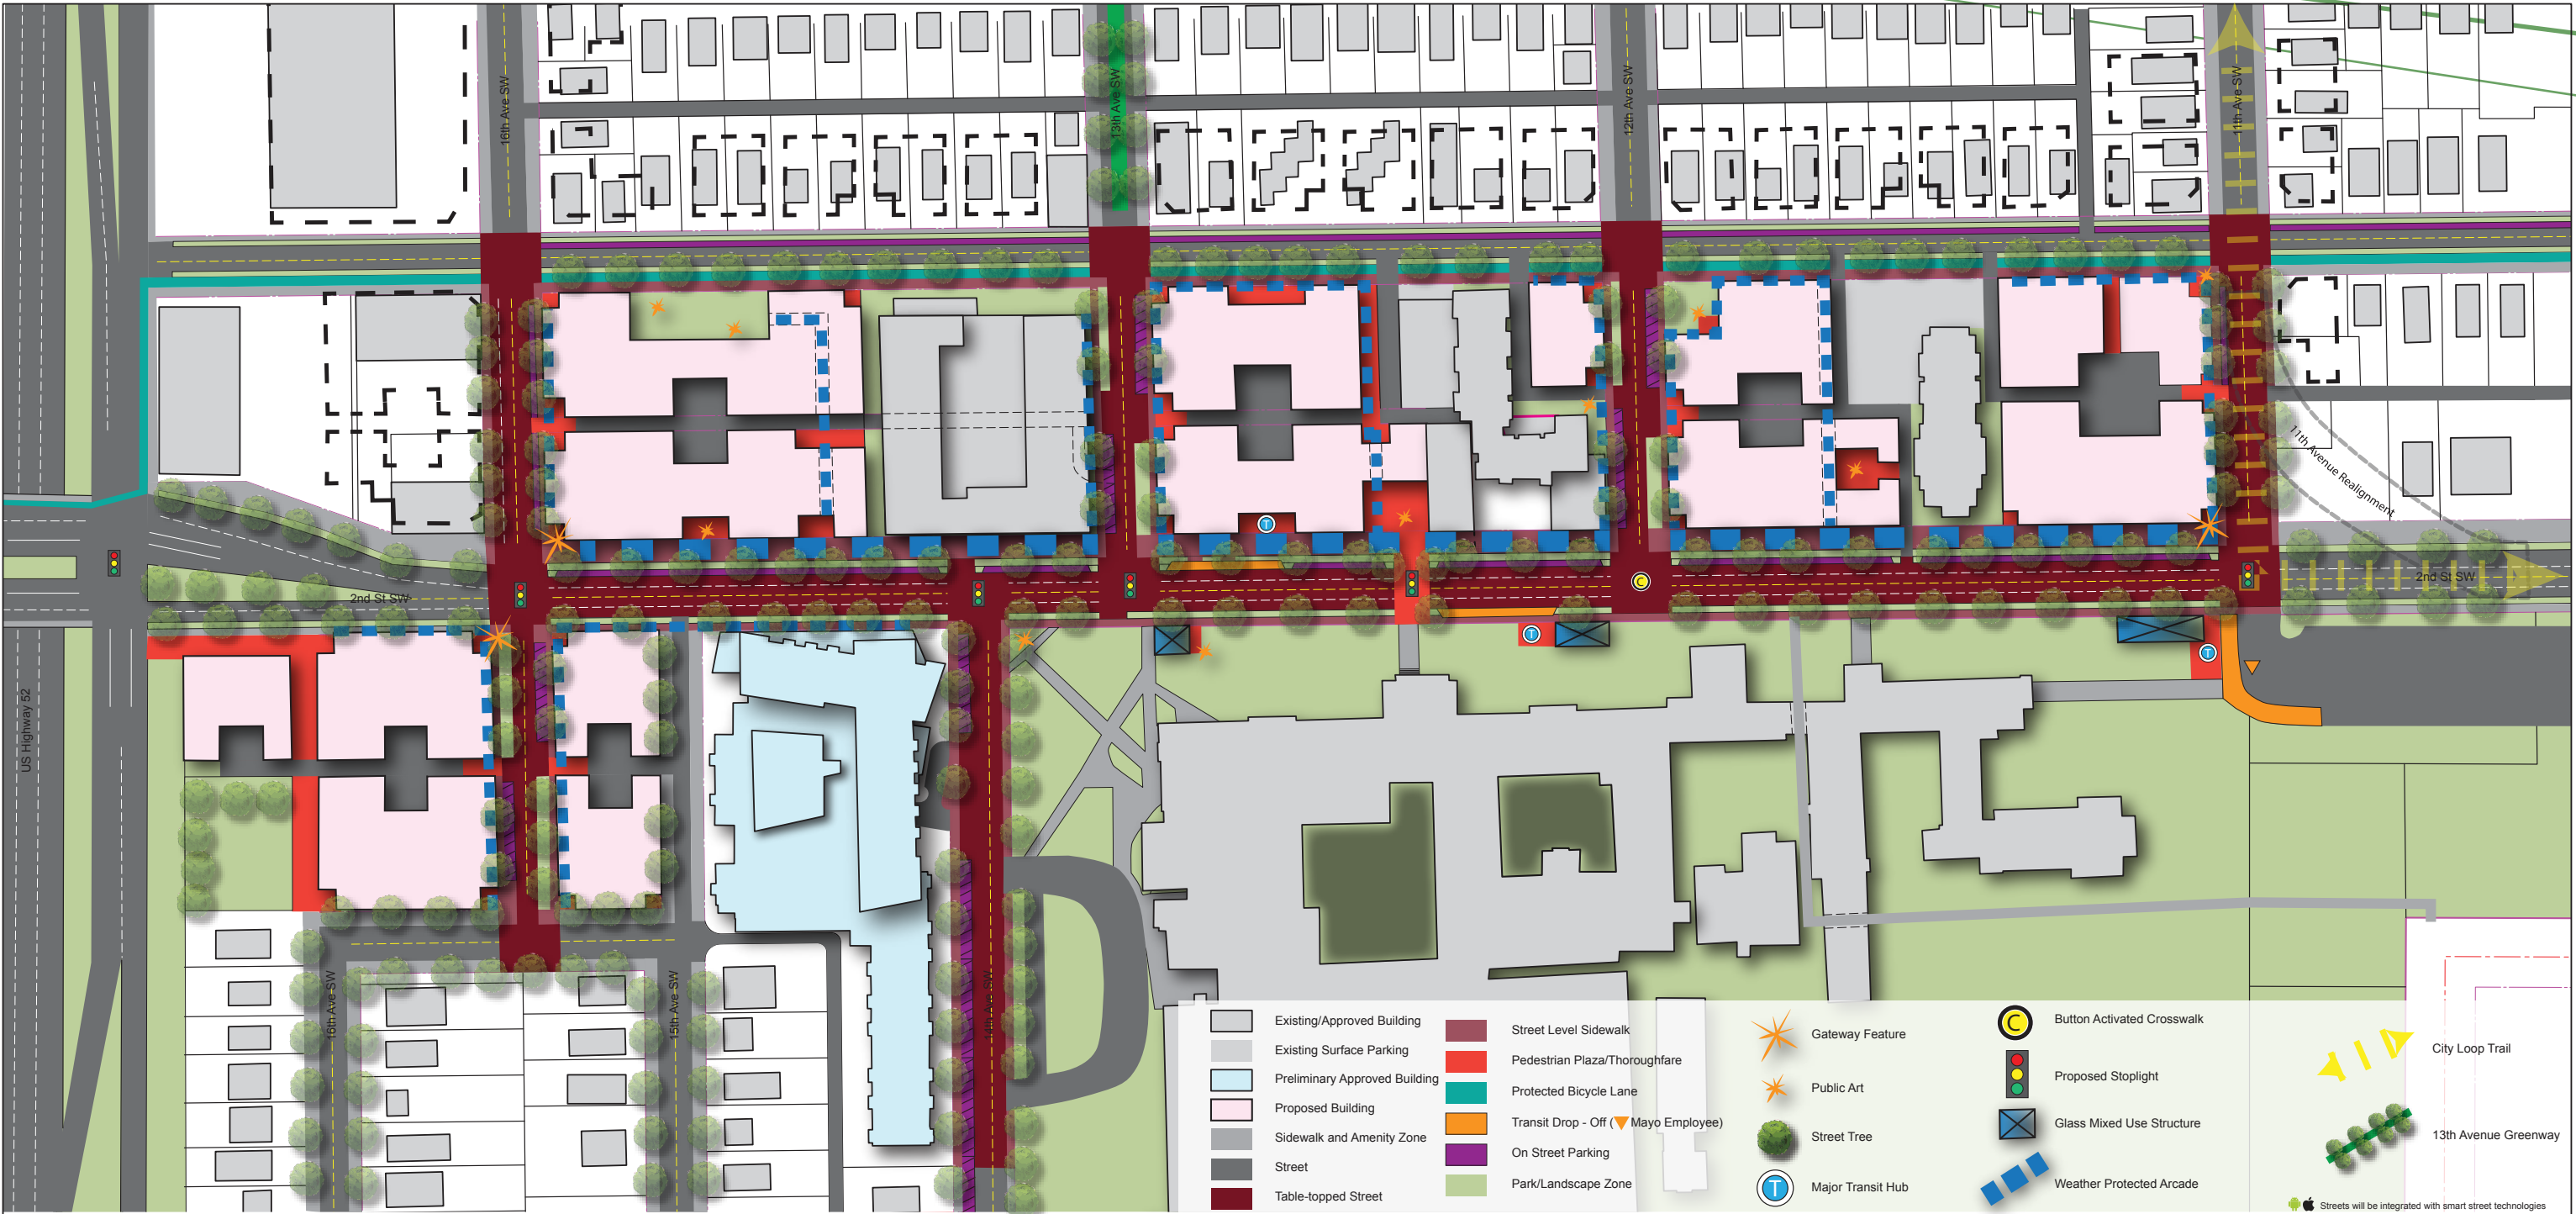 16th Ave SW
13th Ave SW
12th Ave SW
11th Ave SW
11th Avenue Realignment
T
C
2nd St SW
2nd St SW
T
T
US Highway 52
16th Ave SW
15th Ave SW
14th Ave SW
Existing/Approved Building
Existing Surface Parking
Preliminary Approved Building
Proposed Building
Sidewalk and Amenity Zone
Street
Table-topped Street
Street Level Sidewalk
Pedestrian Plaza/Thoroughfare
Protected Bicycle Lane
Transit Drop - Off ( Mayo Employee)
On Street Parking
Park/Landscape Zone
Gateway Feature
Public Art
Street Tree
T Major Transit Hub
C Button Activated Crosswalk
Proposed Stoplight
Glass Mixed Use Structure
Weather Protected Arcade
City Loop Trail
13th Avenue Greenway
Streets will be integrated with smart street technologies